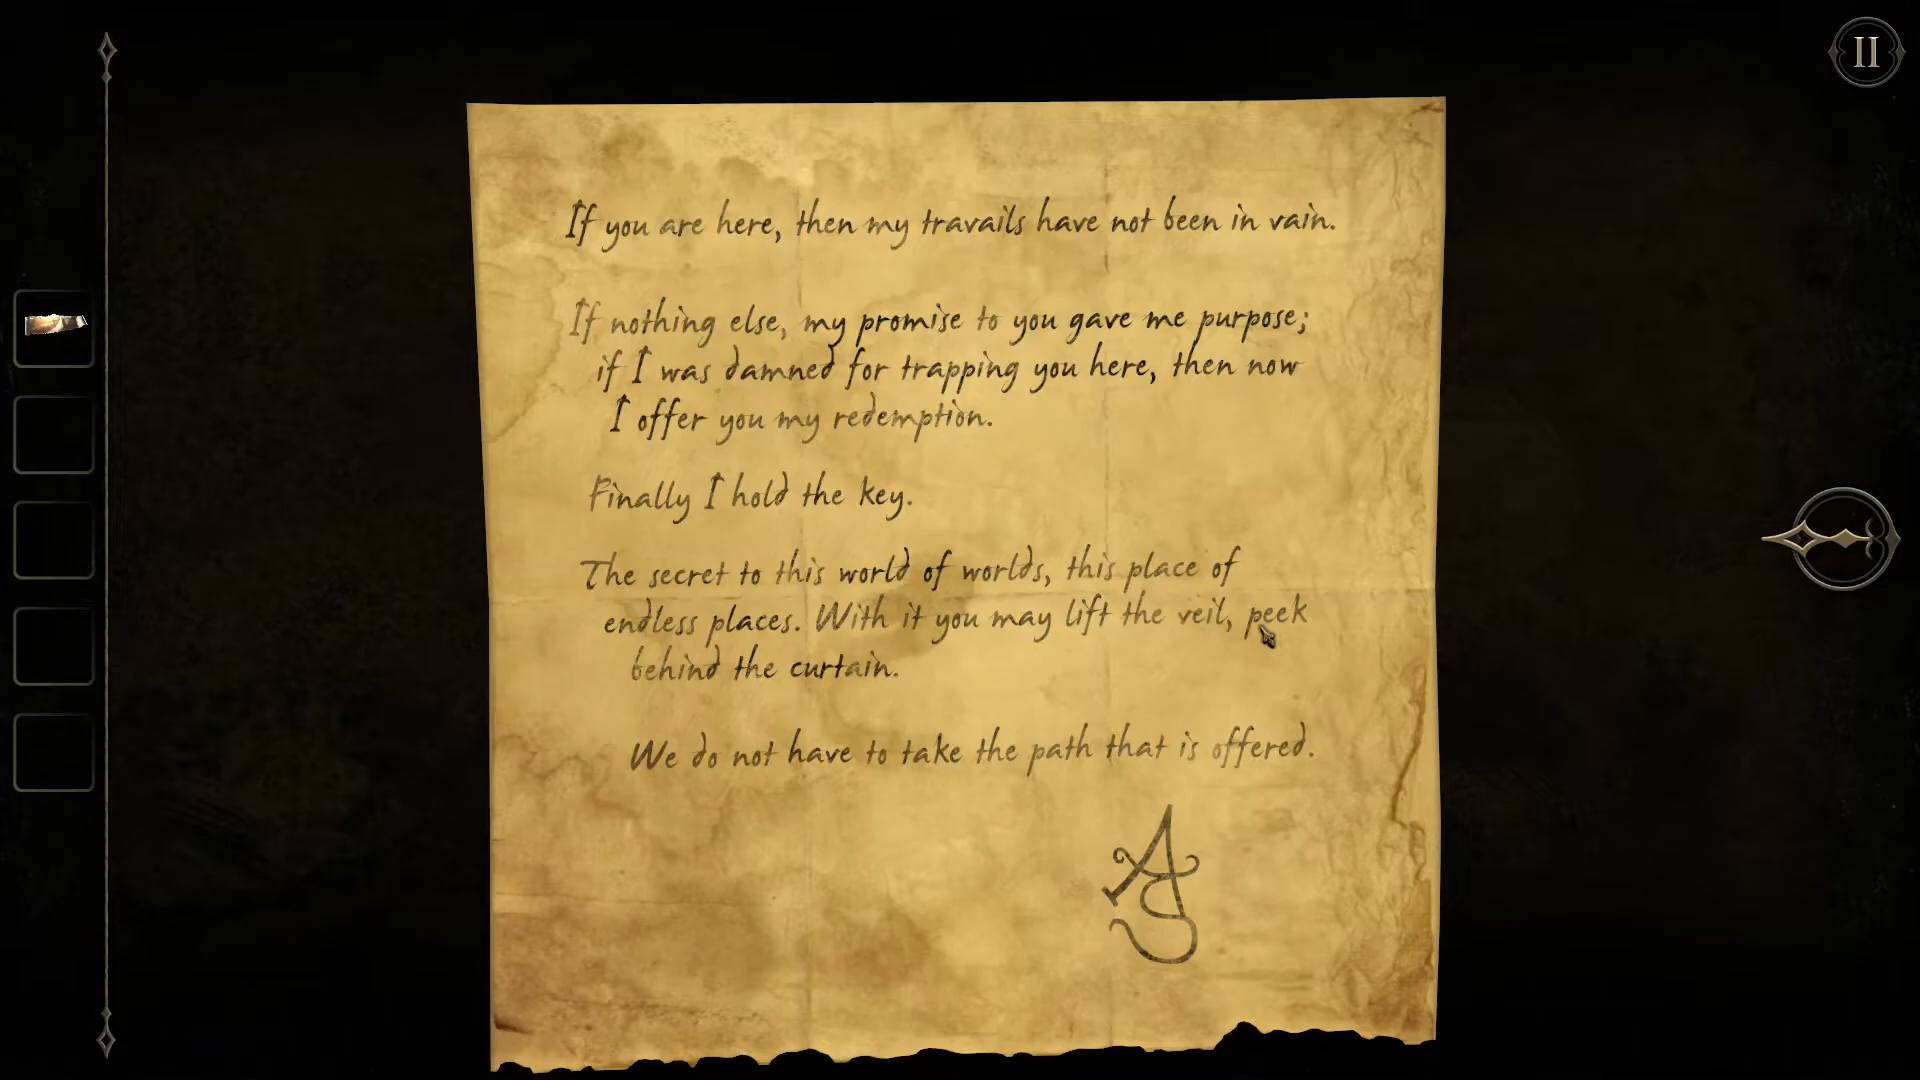 If you are here, then my travails have not been in vain.
If nothing else, my promise to you gave me purpose;
if I was damned for trapping you here, then now
I offer you my redemption.
Finally I hold the key.
The secret to this world of worlds, this place of
endless places. With it you may lift the veil, peek
behind the curtain.
We do not have to take the path that is offered.
AS